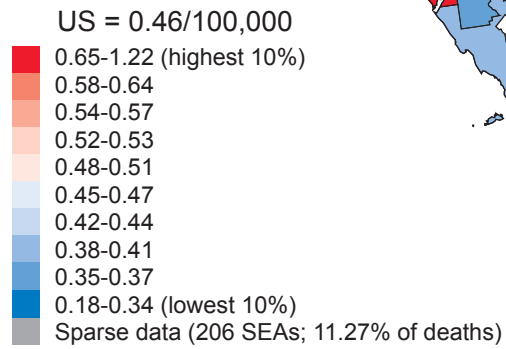 US = 0.46/100,000
0.65-1.22 (highest 10%)
0.58-0.64
0.54-0.57
0.52-0.53
0.48-0.51
0.45-0.47
0.42-0.44
0.38-0.41
0.35-0.37
0.18-0.34 (lowest 10%)
Sparse data (206 SEAs; 11.27% of deaths)